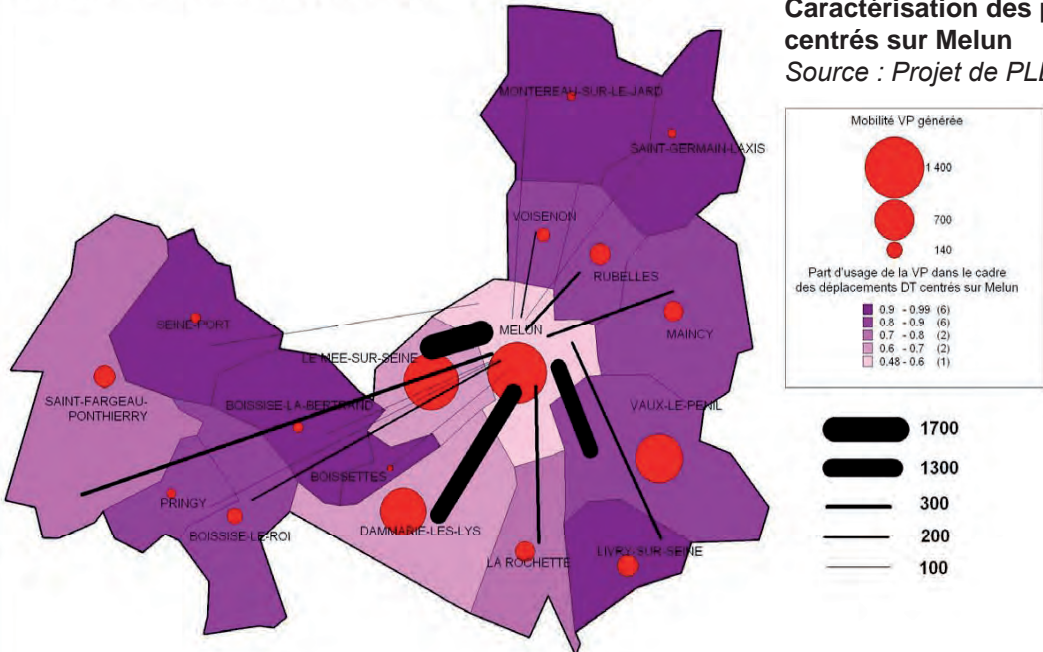 Caractérisation des
centrés sur Melun
Source : Projet de
MONTEREAU-SUR-LE-JARD
SAINT-GERMAIN-LAXIS
VOISENON
RUBELLES
SEINE-PORT
MELUN
MAINCY
LE MEE-SUR-SEINE
SAINT-FARGEAU-
PONTHIERRY
BOISSISE-LA-BERTRAND
VAUX-LE-PENIL
BOISSETTES
PRINGY
BOISSISE-LE-ROI
DAMMARIE-LES-LYS
LA ROCHETTE
LIVRY-SUR-SEINE
Mobilité VP générée
1 400
700
140
Part d'usage de la VP dans le cadre
des déplacements DT centrés sur Melun
0.9 - 0.99 (6)
0.8 - 0.9 (6)
0.7 - 0.8 (2)
0.6 - 0.7 (2)
0.48 - 0.6 (1)
1700
1300
300
200
100